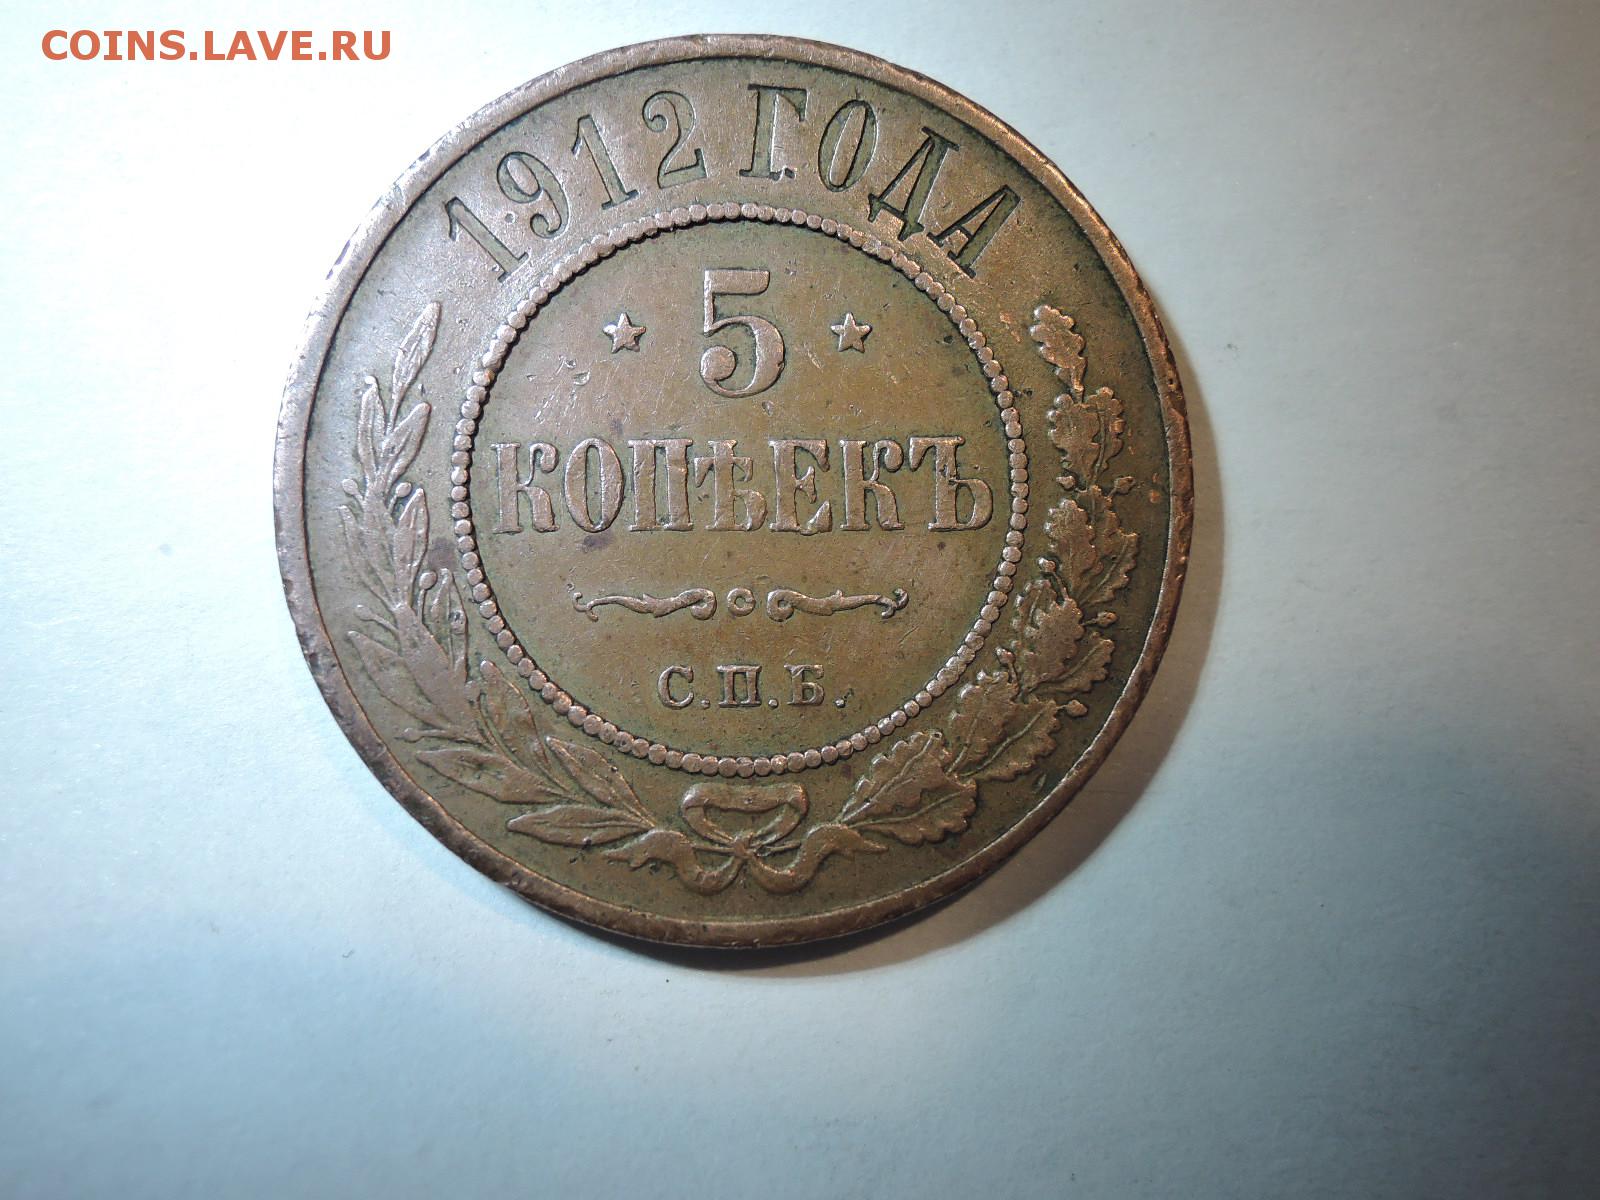 COINS.LAVE.RU
1912 ГОДА
5
КОПѢЕКЪ
С.П.Б.